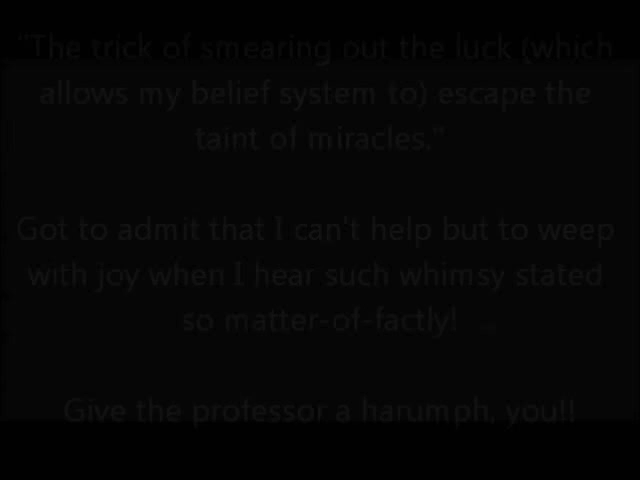 "The trick of smearing out the luck (which
allows my belief system to) escape the
taint of miracles."
Got to admit that I can't help but to weep
with joy when I hear such whimsy stated
so matter-of-factly!
Give the professor a harumph, you!!